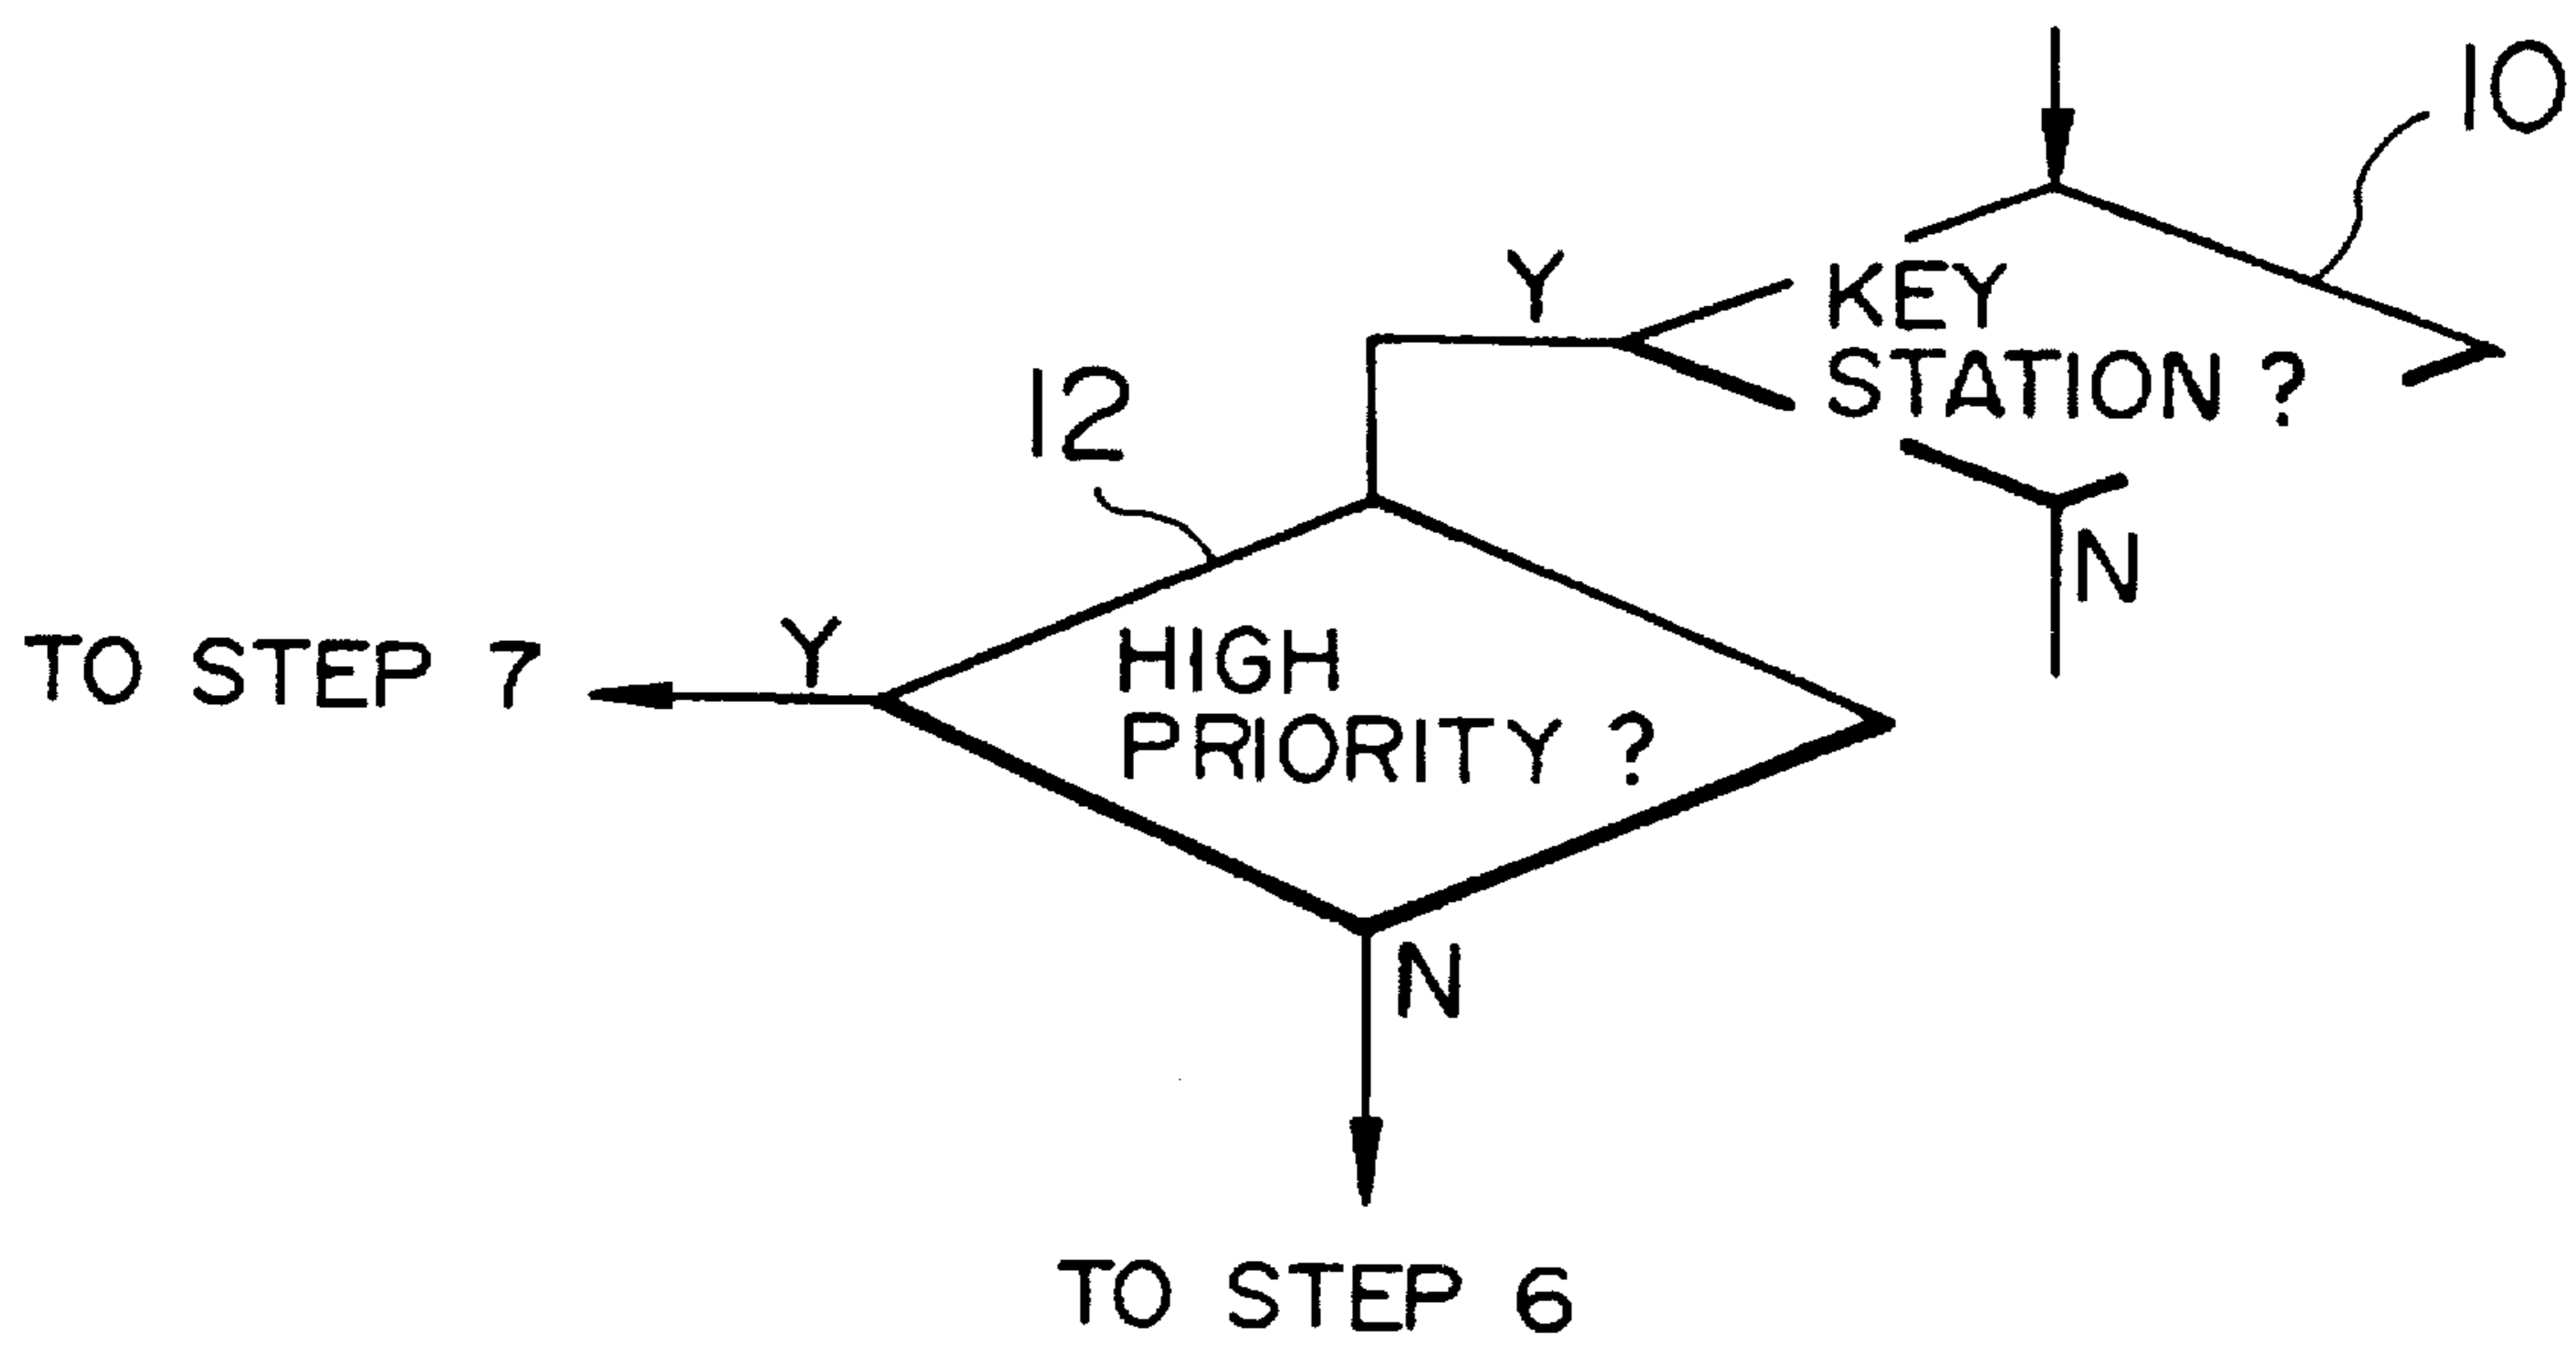 10
Y
KEY
STATION ?
12
N
Y
HIGH
PRIORITY ?
TO STEP 7
N
TO STEP 6